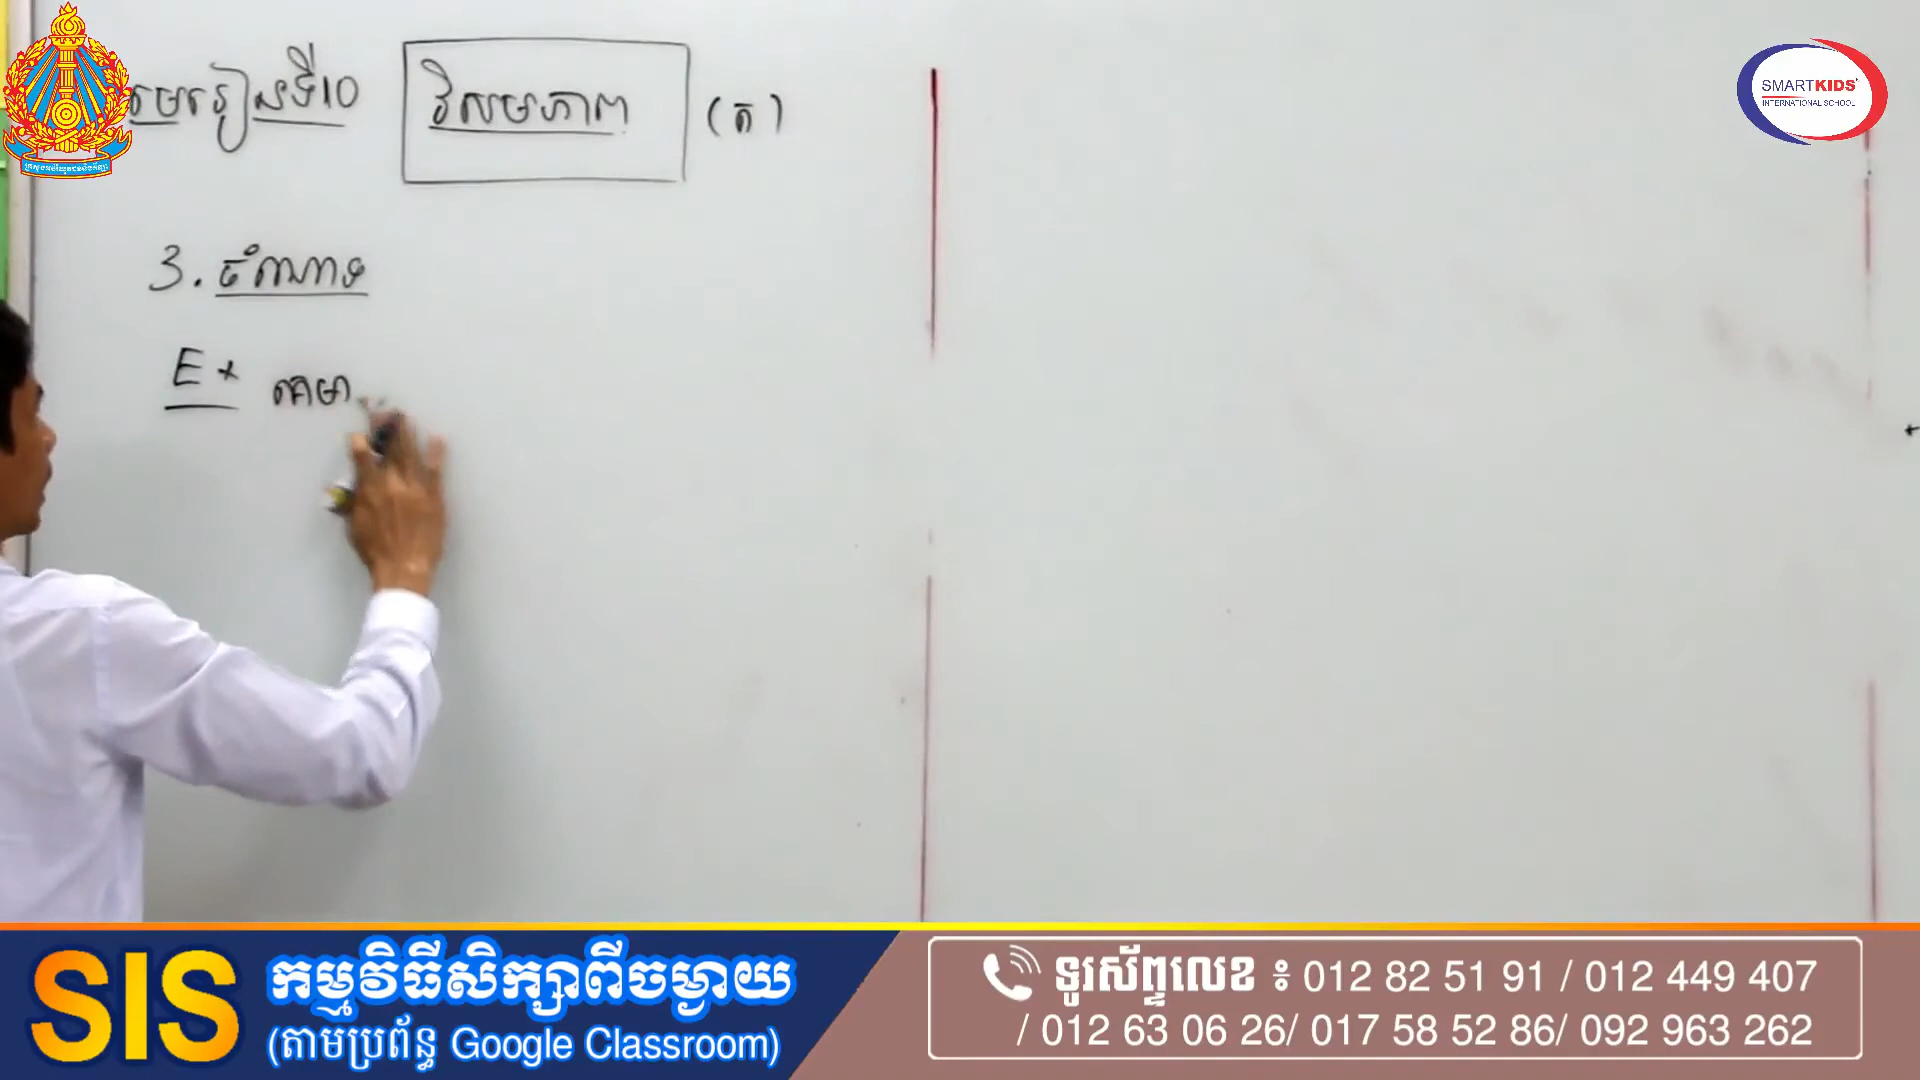 មេរៀនទី10 វិសមភាព (ត)
3. ចំណោទ
Ex គេមា
SMARTKIDS
INTERNATIONAL SCHOOL
SIS កម្មវិធីសិក្សាពីចម្ងាយ
(តាមប្រព័ន្ធ Google Classroom)
ទូរស័ព្ទលេខ ៖ 012 82 51 91 / 012 449 407
/ 012 63 06 26/ 017 58 52 86/ 092 963 262